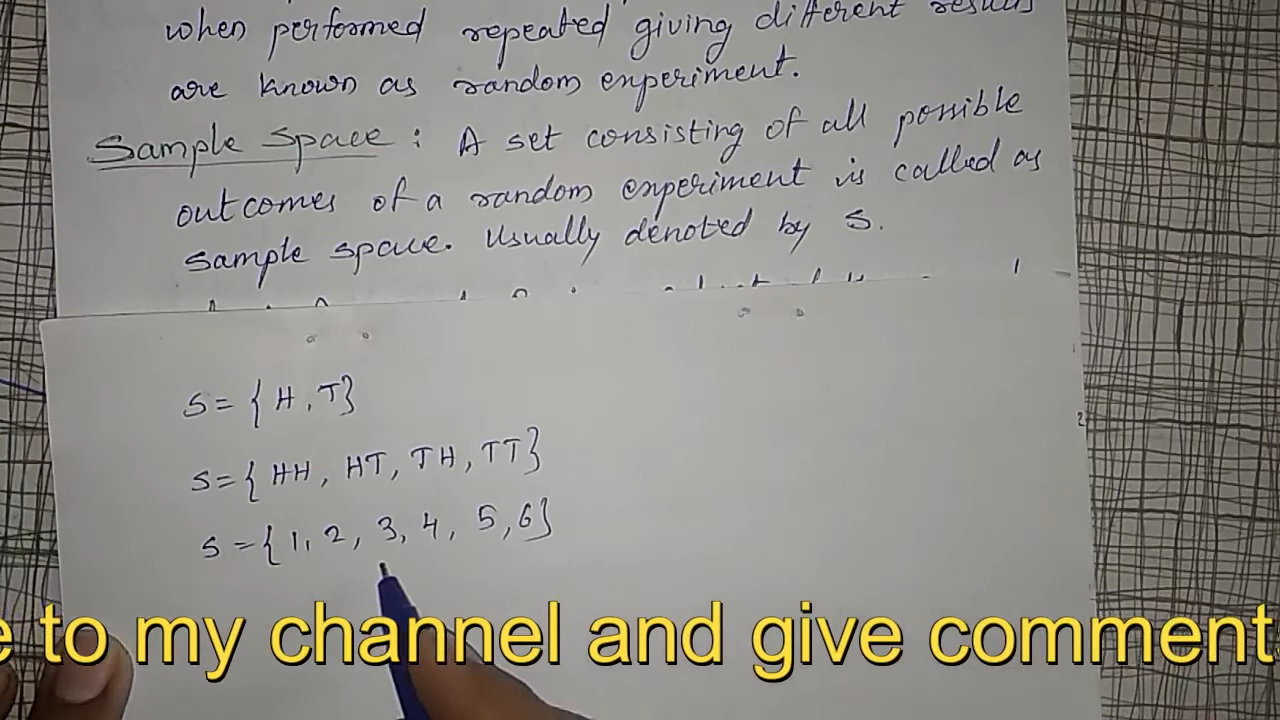 when performed repeated giving different results
are known as random experiment.
Sample Space : A set consisting of all possible
outcomes of a random experiment is called as
sample space. Usually denoted by S.
S = { H, T}
S = { HH, HT, TH, TT}
2
S = { 1, 2, 3, 4, 5, 6}
e to my channel and give comments